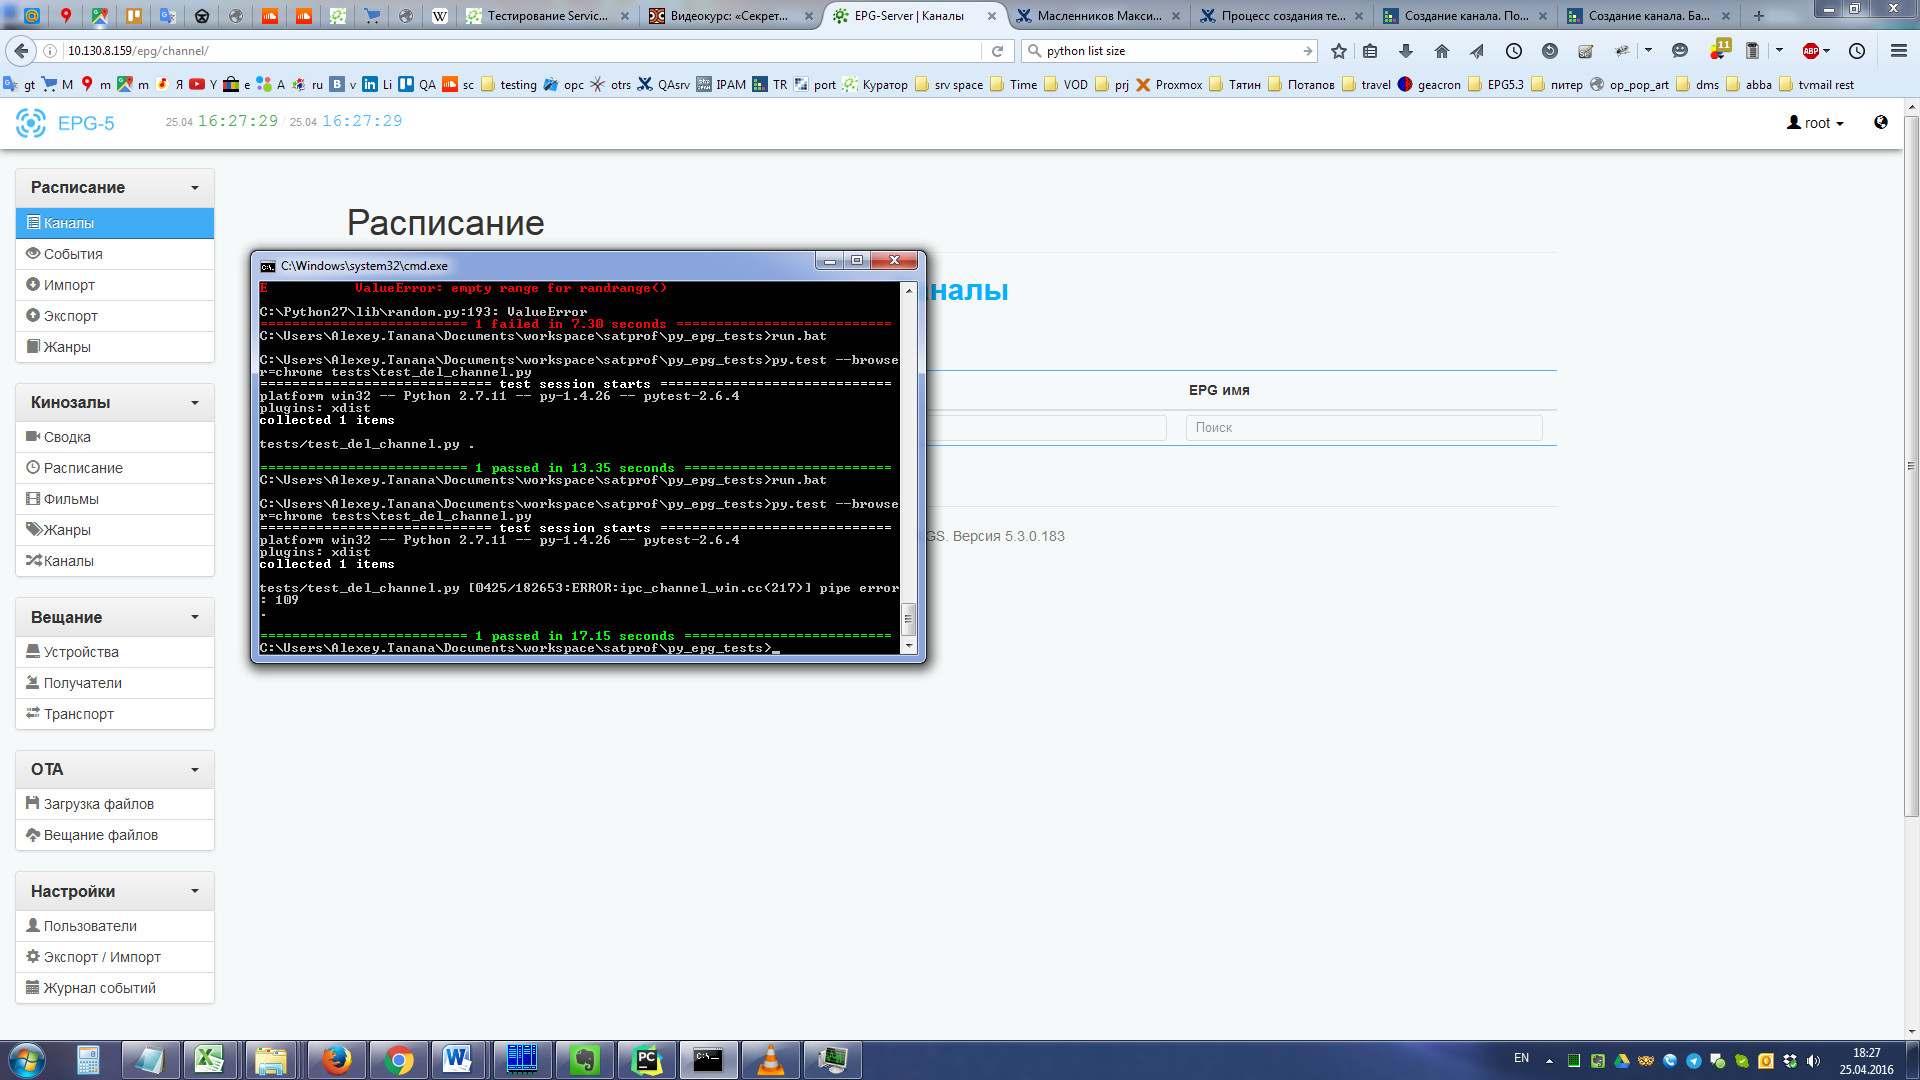 Тестирование Servic...
Видеокурс: «Секрет...
EPG-Server | Каналы
Масленников Макси...
Процесс создания те...
Создание канала. По...
Создание канала. Ба...
10.130.8.159/epg/channel/
python list size
11
ABP
gt M m m Я Y e A ru v Li QA sc testing opc otrs QAsrv IPAM TR port Куратор srv space Time VOD prj Proxmox Тятин Потапов travel geacron EPG5.3 питер op_pop_art dms abba tvmail rest
EPG-5
25.04 16:27:29 / 25.04 16:27:29
root
Расписание
Каналы
События
Импорт
Экспорт
Жанры
Кинозалы
Сводка
Расписание
Фильмы
Жанры
Каналы
Вещание
Устройства
Получатели
Транспорт
OTA
Загрузка файлов
Вещание файлов
Настройки
Пользователи
Экспорт / Импорт
Журнал событий
Расписание
налы
EPG имя
Поиск
GS. Версия 5.3.0.183
C:\Windows\system32\cmd.exe
E ValueError: empty range for randrange()
C:\Python27\lib\random.py:193: ValueError
========================== 1 failed in 7.30 seconds ===========================
C:\Users\Alexey.Tanana\Documents\workspace\satprof\py_epg_tests>run.bat
C:\Users\Alexey.Tanana\Documents\workspace\satprof\py_epg_tests>py.test --browse
r=chrome tests\test_del_channel.py
============================= test session starts =============================
platform win32 -- Python 2.7.11 -- py-1.4.26 -- pytest-2.6.4
plugins: xdist
collected 1 items
tests/test_del_channel.py .
========================== 1 passed in 13.35 seconds ==========================
C:\Users\Alexey.Tanana\Documents\workspace\satprof\py_epg_tests>run.bat
C:\Users\Alexey.Tanana\Documents\workspace\satprof\py_epg_tests>py.test --browse
r=chrome tests\test_del_channel.py
============================= test session starts =============================
platform win32 -- Python 2.7.11 -- py-1.4.26 -- pytest-2.6.4
plugins: xdist
collected 1 items
tests/test_del_channel.py [0425/182653:ERROR:ipc_channel_win.cc(217)] pipe error
: 109
.
========================== 1 passed in 17.15 seconds ==========================
C:\Users\Alexey.Tanana\Documents\workspace\satprof\py_epg_tests>_
EN
18:27
25.04.2016